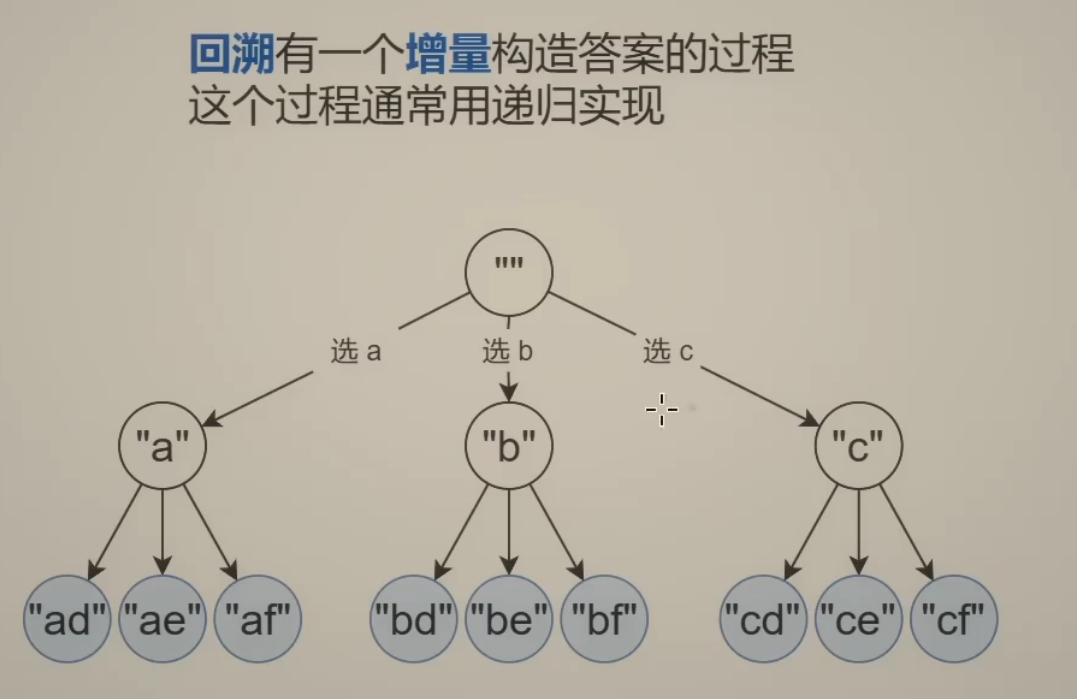 回溯有一个增量构造答案的过程
这个过程通常用递归实现
""
选 a 选 b 选 c
"a" "b" "c"
"ad" "ae" "af" "bd" "be" "bf" "cd" "ce" "cf"